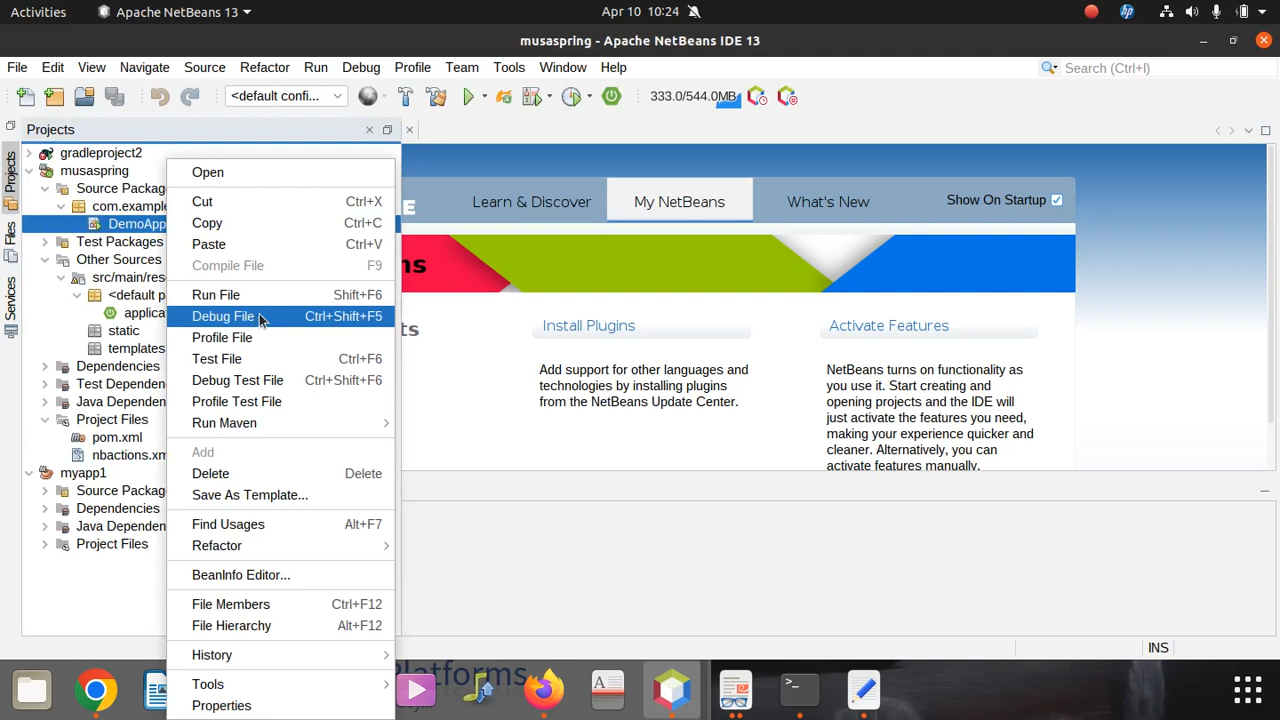 Activities
Apache NetBeans 13
Apr 10 10:24
musaspring - Apache NetBeans IDE 13
File Edit View Navigate Source Refactor Run Debug Profile Team Tools Window Help
Search (Ctrl+I)
<default confi...
333.0/544.0MB
Projects
Files
Services
Projects
gradleproject2
musaspring
Source Packag
com.example
DemoApp
Test Packages
Other Sources
src/main/res
<default p
applica
static
templates
Dependencies
Test Depender
Java Dependen
Project Files
pom.xml
nbactions.xm
myapp1
Source Packag
Dependencies
Java Dependen
Project Files
Open
Cut Ctrl+X
Copy Ctrl+C
Paste Ctrl+V
Compile File F9
Run File Shift+F6
Debug File Ctrl+Shift+F5
Profile File
Test File Ctrl+F6
Debug Test File Ctrl+Shift+F6
Profile Test File
Run Maven
Add
Delete Delete
Save As Template...
Find Usages Alt+F7
Refactor
BeanInfo Editor...
File Members Ctrl+F12
File Hierarchy Alt+F12
History
Tools
Properties
E
Learn & Discover
My NetBeans
What's New
Show On Startup
ns
ts
Install Plugins
Add support for other languages and
technologies by installing plugins
from the NetBeans Update Center.
Activate Features
NetBeans turns on functionality as
you use it. Start creating and
opening projects and the IDE will
just activate the features you need,
making your experience quicker and
cleaner. Alternatively, you can
activate features manually.
INS
Platforms